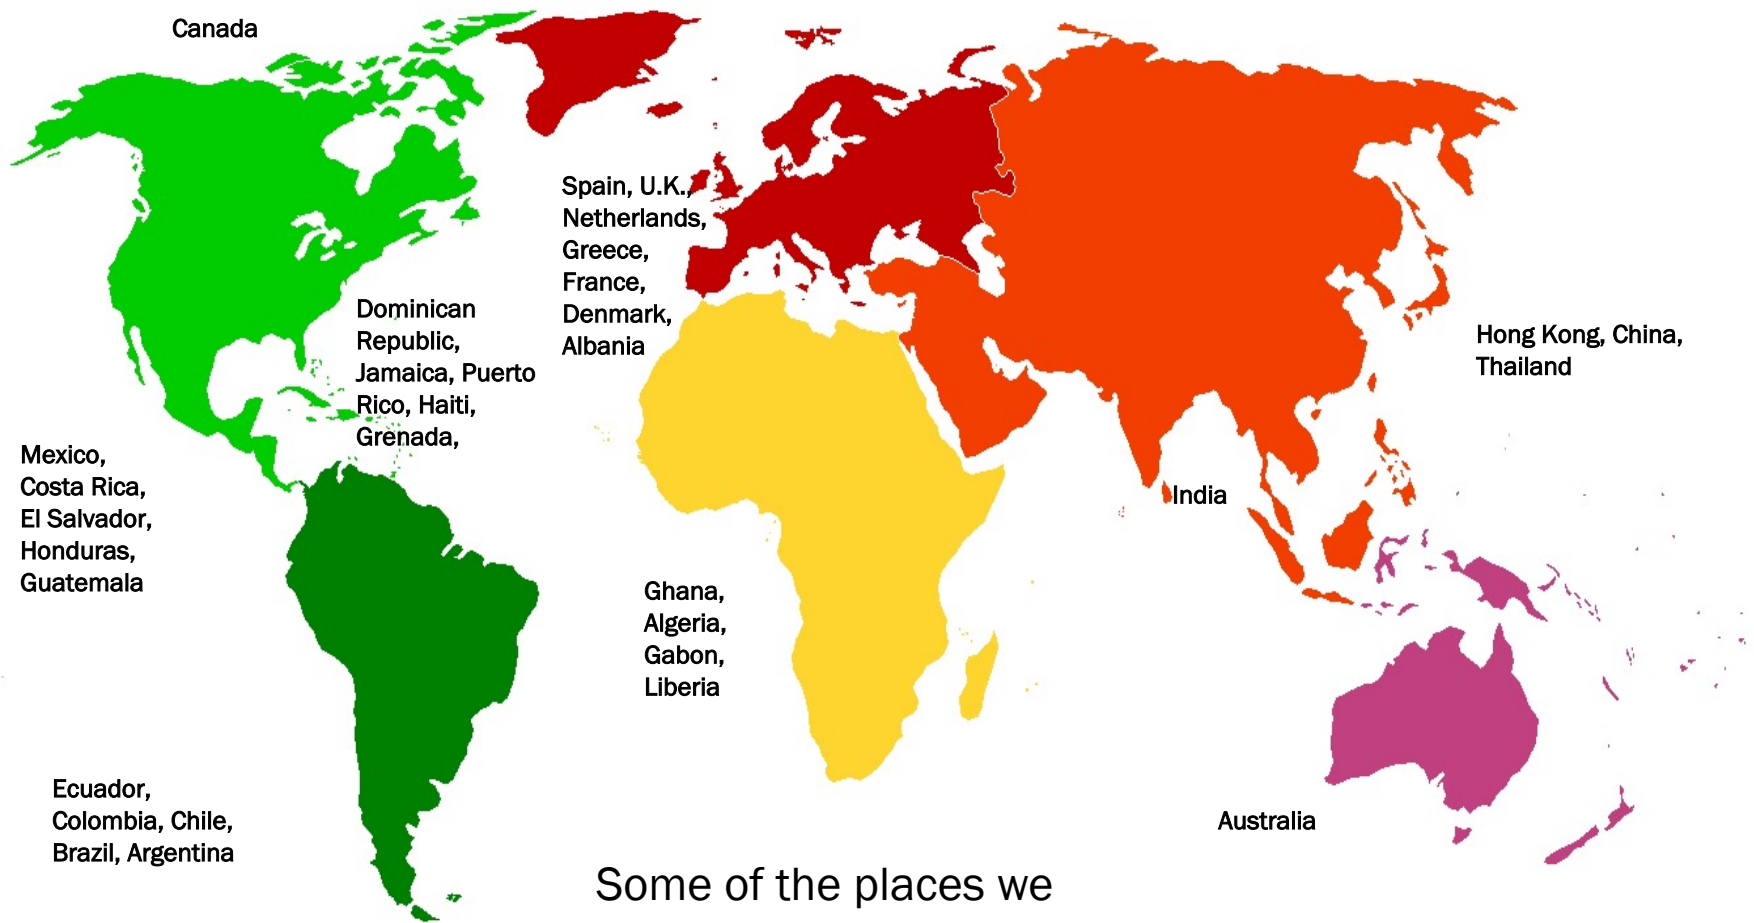 Canada
Spain, U.K.,
Netherlands,
Greece,
France,
Denmark,
Albania
Dominican
Republic,
Jamaica, Puerto
Rico, Haiti,
Grenada,
Hong Kong, China,
Thailand
Mexico,
Costa Rica,
El Salvador,
Honduras,
Guatemala
India
Ghana,
Algeria,
Gabon,
Liberia
Ecuador,
Colombia, Chile,
Brazil, Argentina
Australia
Some of the places we